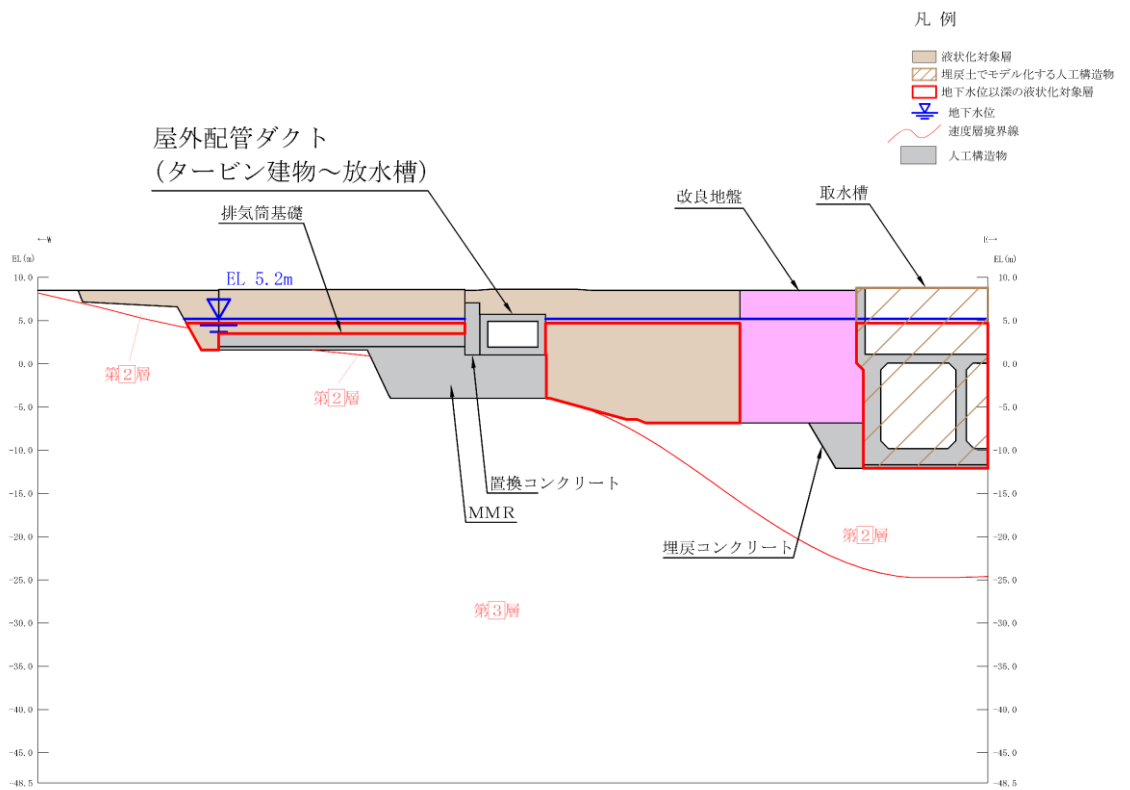 凡 例
液状化対象層
埋戻土でモデル化する人工構造物
地下水位以深の液状化対象層
地下水位
速度層境界線
人工構造物
屋外配管ダクト
(タービン建物～放水槽)
排気筒基礎
改良地盤
取水槽
←W
E→
EL(m)
EL(m)
EL 5.2m
10.0
10.0
5.0
5.0
0.0
0.0
第2層
第2層
-5.0
-5.0
-10.0
-10.0
置換コンクリート
-15.0
-15.0
MMR
-20.0
-20.0
第2層
埋戻コンクリート
-25.0
-25.0
第3層
-30.0
-30.0
-36.0
-36.0
-40.0
-40.0
-45.0
-45.0
-48.5
-48.5